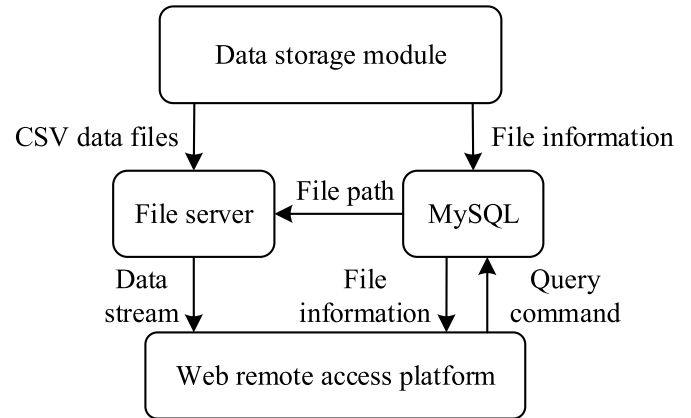 Data storage module
CSV data files
File information
File server
File path
MySQL
Data
stream
File
information
Query
command
Web remote access platform